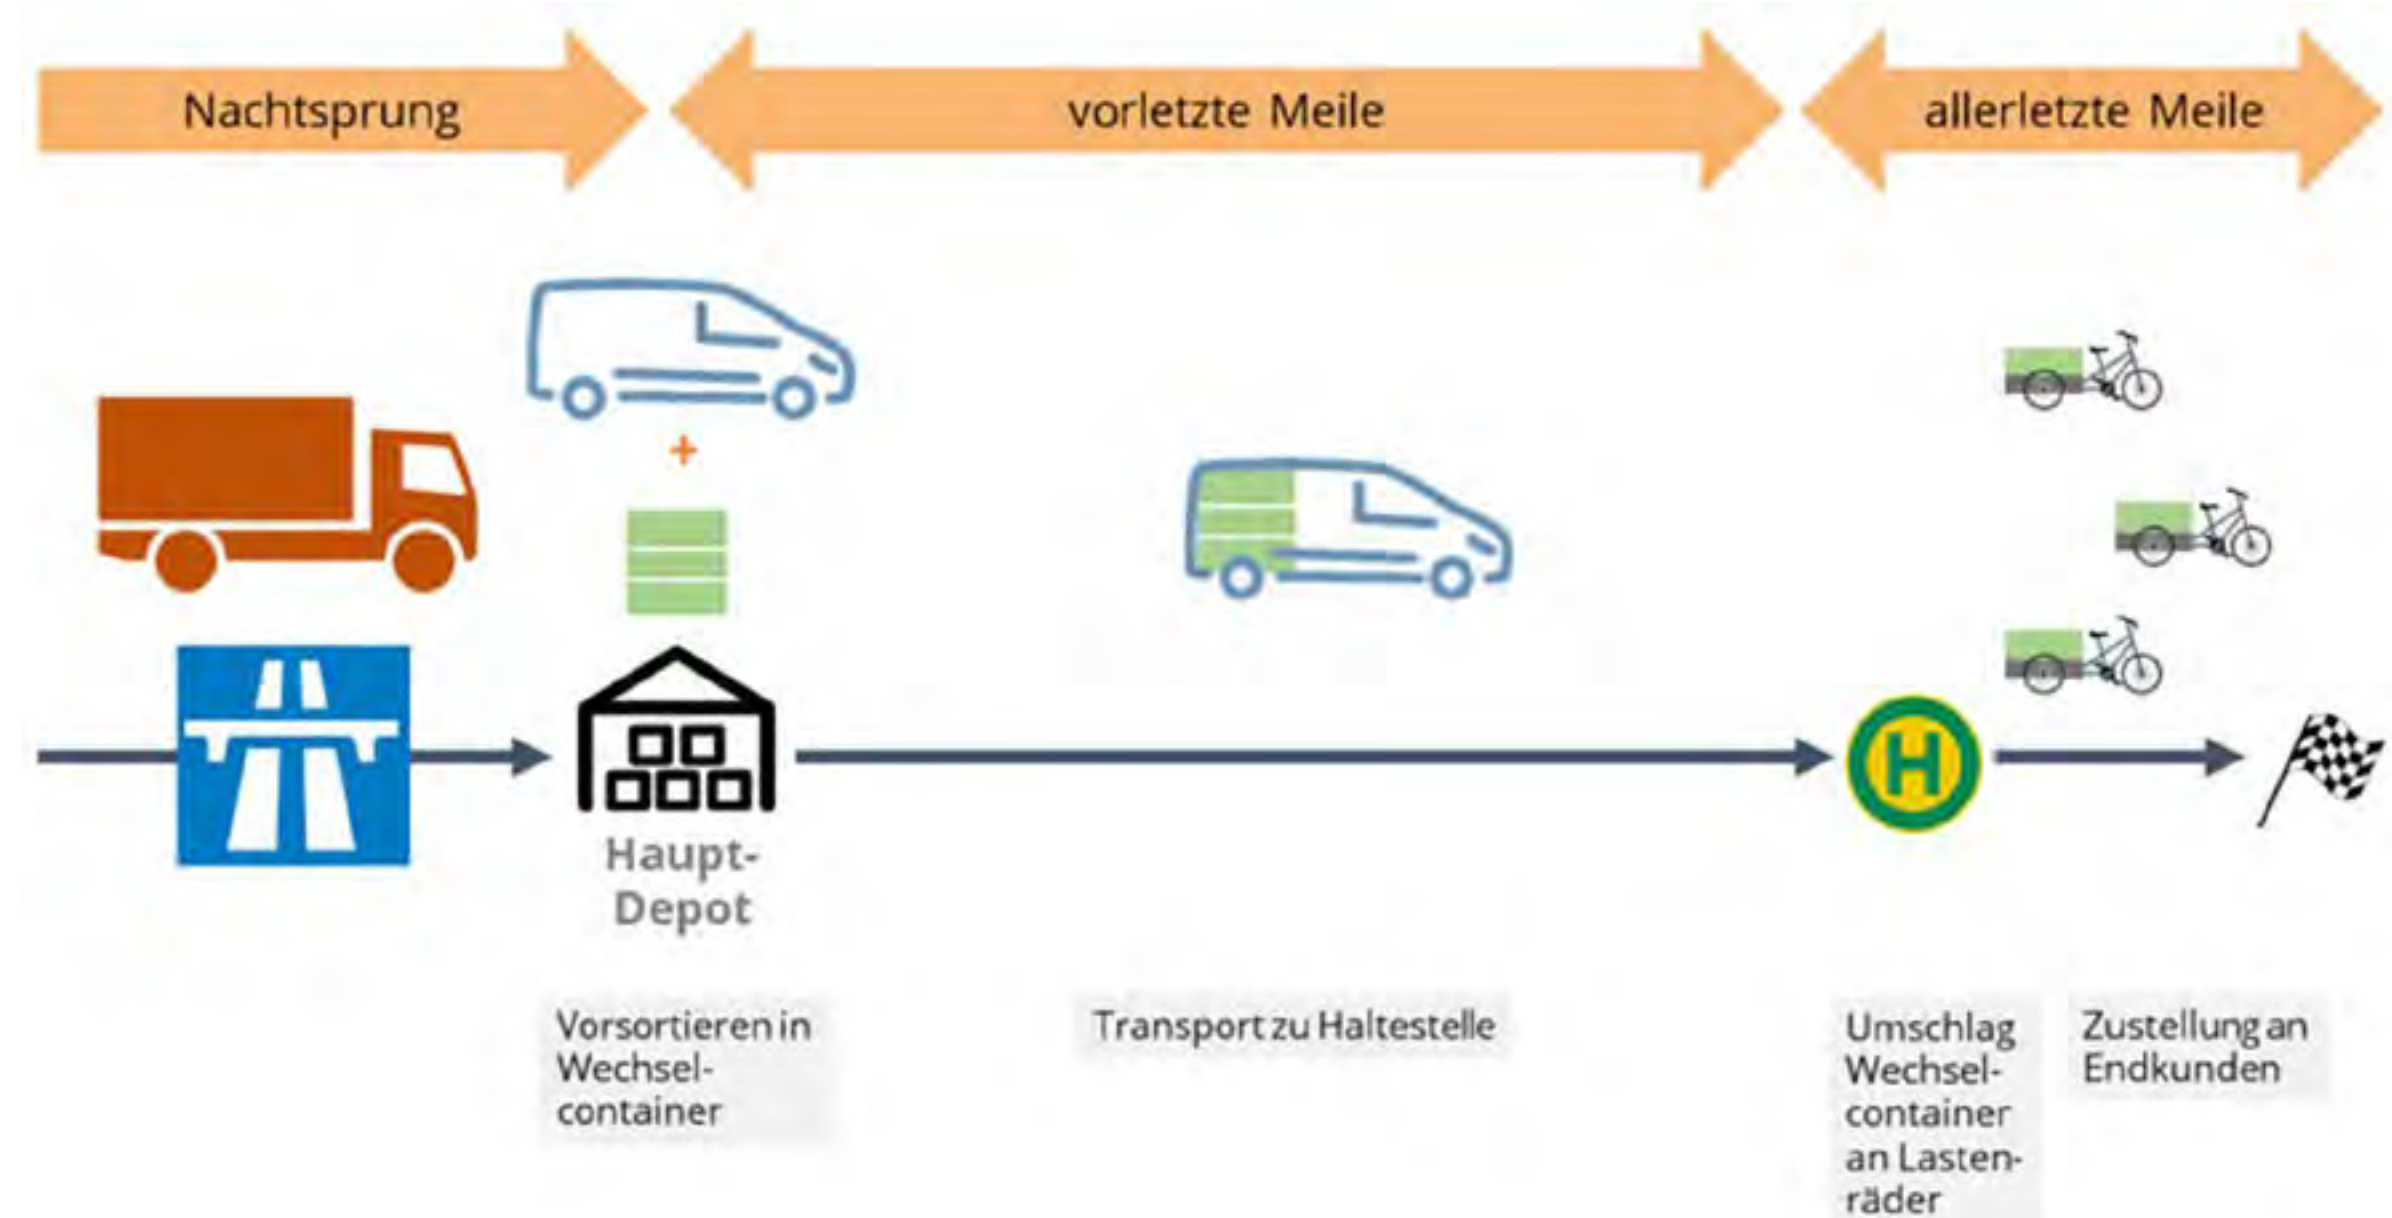 Nachtsprung
vorletzte Meile
allerletzte Meile
H
Haupt-
Depot
Vorsortieren in
Wechsel-
container
Transport zu Haltestelle
Umschlag
Wechsel-
container
an Lasten-
räder
Zustellung an
Endkunden